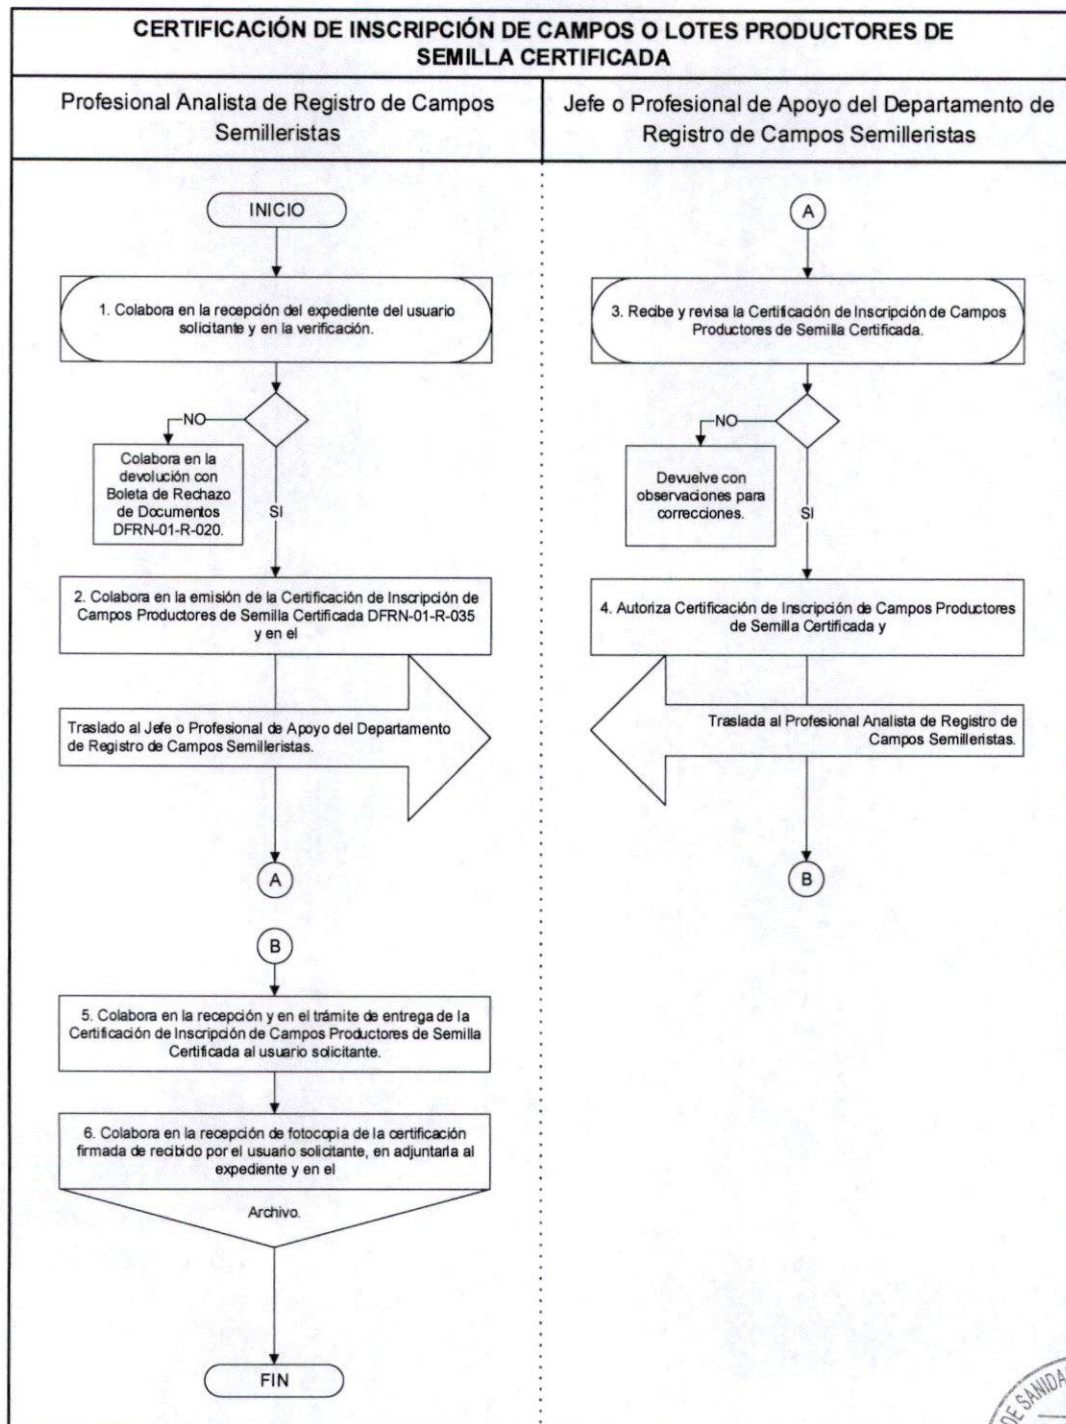 CERTIFICACIÓN DE INSCRIPCIÓN DE CAMPOS O LOTES PRODUCTORES DE
SEMILLA CERTIFICADA
Profesional Analista de Registro de Campos
Semilleristas
Jefe o Profesional de Apoyo del Departamento de
Registro de Campos Semilleristas
INICIO
1. Colabora en la recepción del expediente del usuario
solicitante y en la verificación.
NO
Colabora en la
devolución con
Boleta de Rechazo
de Documentos
DFRN-01-R-020.
SI
2. Colabora en la emisión de la Certificación de Inscripción de
Campos Productores de Semilla Certificada DFRN-01-R-035
y en el
Traslado al Jefe o Profesional de Apoyo del Departamento
de Registro de Campos Semilleristas.
A
A
3. Recibe y revisa la Certificación de Inscripción de Campos
Productores de Semilla Certificada.
NO
Devuelve con
observaciones para
correcciones.
SI
4. Autoriza Certificación de Inscripción de Campos Productores
de Semilla Certificada y
Traslada al Profesional Analista de Registro de
Campos Semilleristas.
B
B
5. Colabora en la recepción y en el trámite de entrega de la
Certificación de Inscripción de Campos Productores de Semilla
Certificada al usuario solicitante.
6. Colabora en la recepción de fotocopia de la certificación
firmada de recibido por el usuario solicitante, en adjuntarla al
expediente y en el
Archivo.
FIN
DE SANIDA